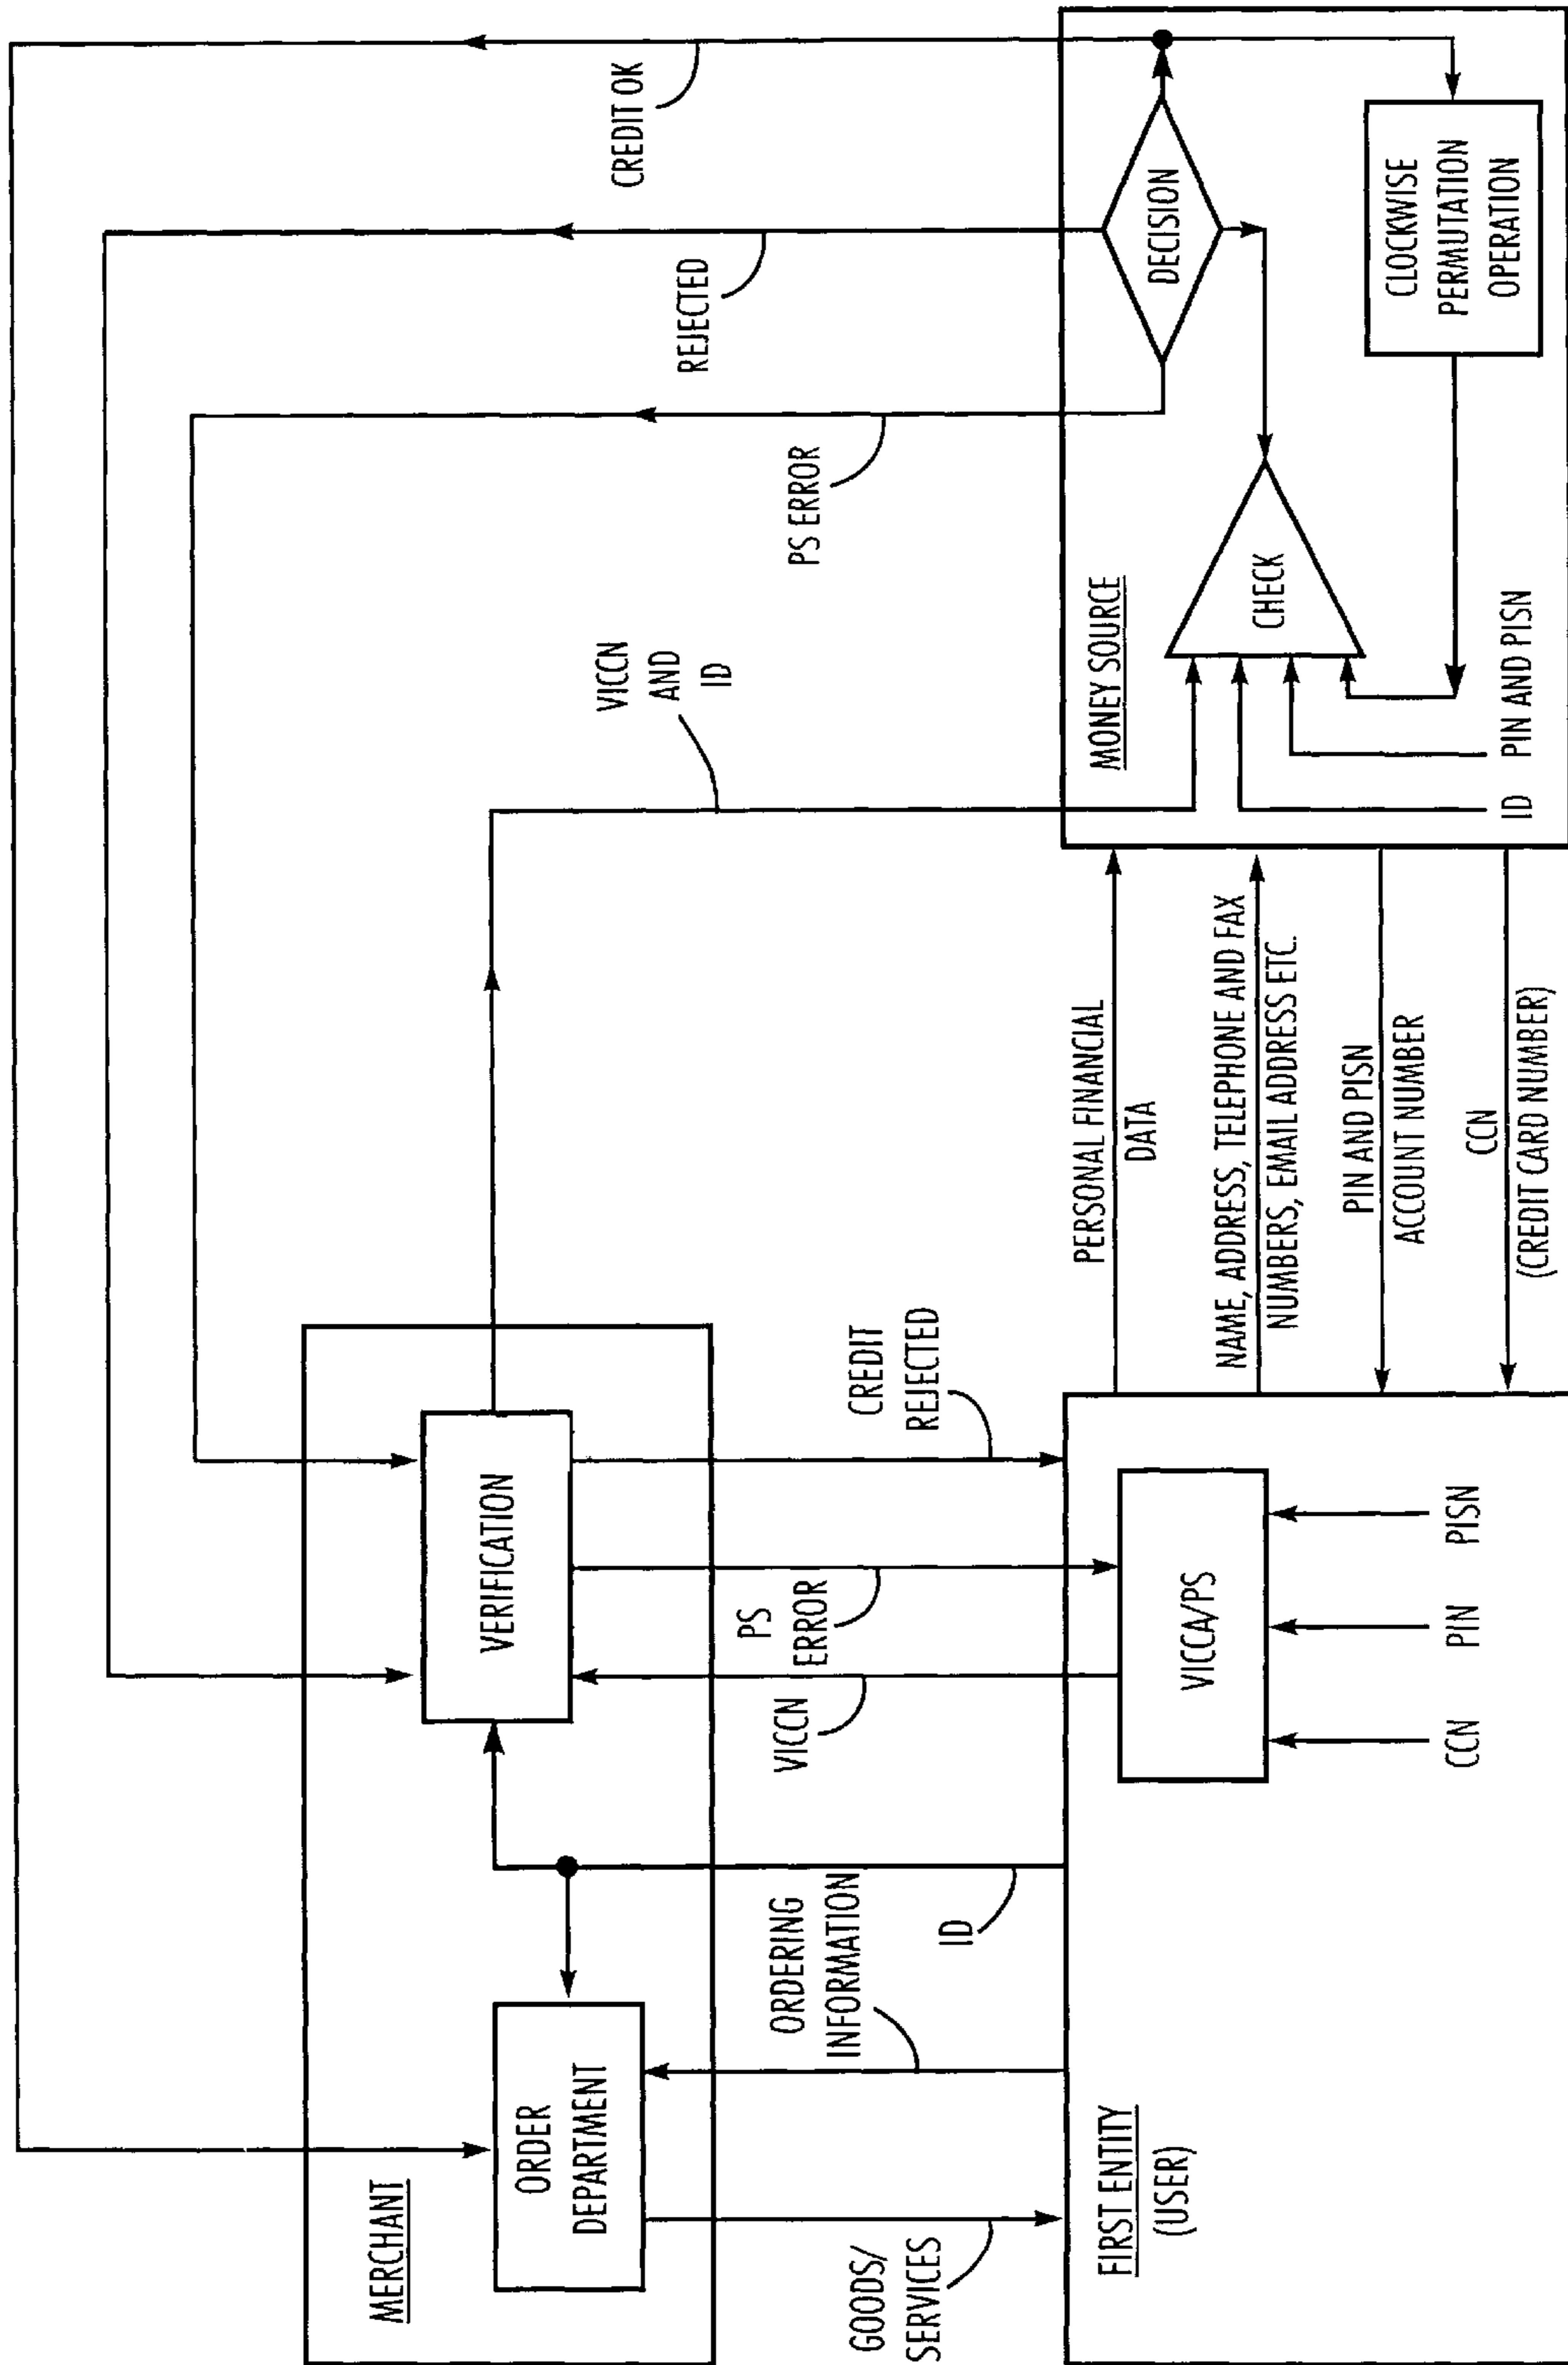 MERCHANT
ORDER
DEPARTMENT
VERIFICATION
GOODS/
SERVICES
ORDERING
INFORMATION
ID
VICCN
PS
ERROR
CREDIT
REJECTED
FIRST ENTITY
(USER)
VICCA/PS
CCN
PIN
PISN
PERSONAL FINANCIAL
DATA
NAME, ADDRESS, TELEPHONE AND FAX
NUMBERS, EMAIL ADDRESS ETC.
PIN AND PISN
ACCOUNT NUMBER
CCN
(CREDIT CARD NUMBER)
VICCN
AND
ID
PS ERROR
REJECTED
CREDIT OK
MONEY SOURCE
CHECK
DECISION
CLOCKWISE
PERMUTATION
OPERATION
ID
PIN AND PISN